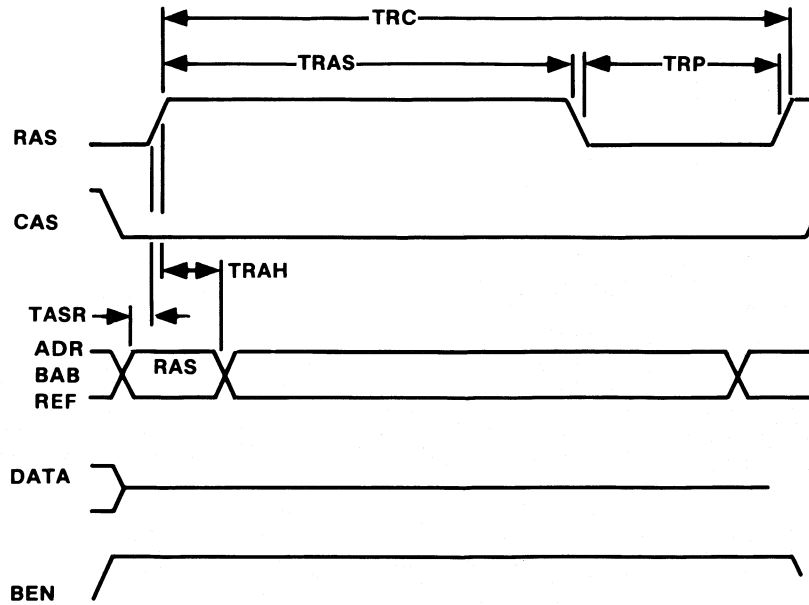 TRC
TRAS
TRP
RAS
CAS
TRAH
TASR
ADR
RAS
BAB
REF
DATA
BEN